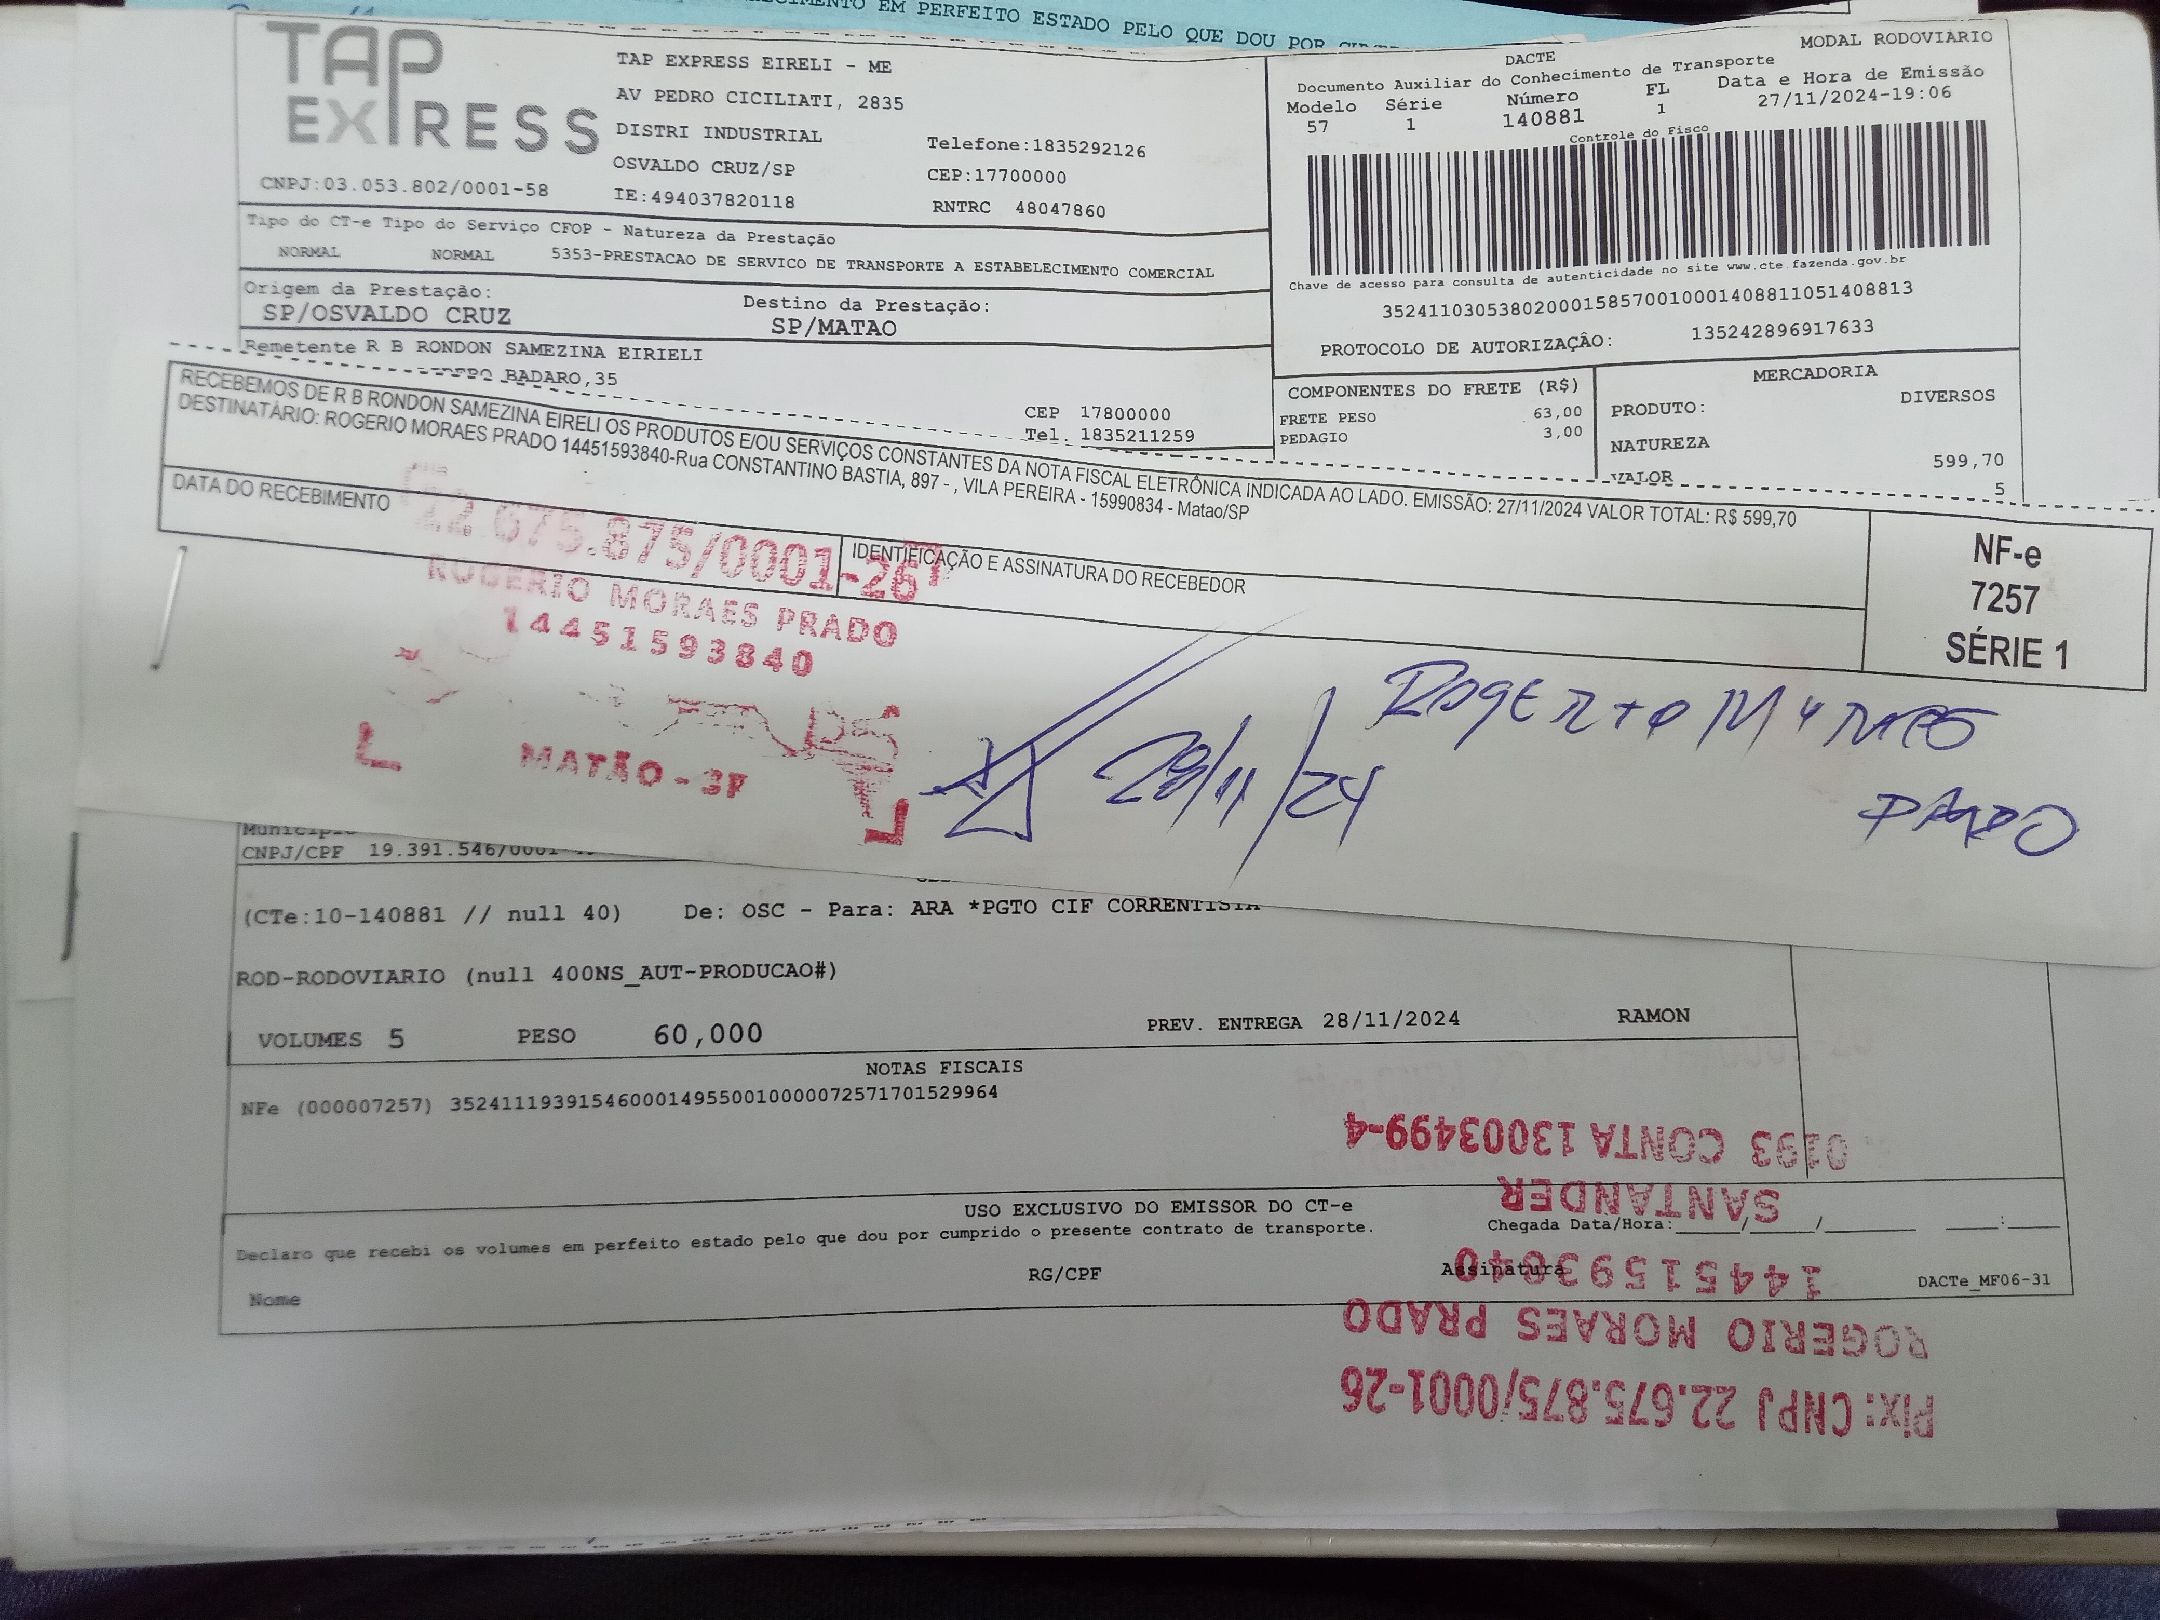 CIMENTO EM PERFEITO ESTADO PELO QUE DOU POR
TAP EXPRESS
TAP EXPRESS EIRELI - ME
AV PEDRO CICILIATI, 2835
DISTRI INDUSTRIAL
Telefone:1835292126
OSVALDO CRUZ/SP
CEP:17700000
CNPJ:03.053.802/0001-58
IE:494037820118
RNTRC 48047860
DACTE
MODAL RODOVIARIO
Documento Auxiliar do Conhecimento de Transporte
Modelo Série Número FL Data e Hora de Emissão
57 1 140881 1 27/11/2024-19:06
Controle do Fisco
Chave de acesso para consulta de autenticidade no site www.cte.fazenda.gov.br
35241103053802000158570010001408811051408813
PROTOCOLO DE AUTORIZAÇÂO: 135242896917633
Tipo do CT-e Tipo do Serviço CFOP - Natureza da Prestação
NORMAL NORMAL 5353-PRESTACAO DE SERVICO DE TRANSPORTE A ESTABELECIMENTO COMERCIAL
Origem da Prestação: Destino da Prestação:
SP/OSVALDO CRUZ SP/MATAO
Remetente R B RONDON SAMEZINA EIRIELI
BADARO,35
CEP 17800000
Tel. 1835211259
COMPONENTES DO FRETE (R$)
FRETE PESO 63,00
PEDAGIO 3,00
MERCADORIA
PRODUTO: DIVERSOS
NATUREZA
VALOR 599,70
5
RECEBEMOS DE R B RONDON SAMEZINA EIRELI OS PRODUTOS E/OU SERVIÇOS CONSTANTES DA NOTA FISCAL ELETRÔNICA INDICADA AO LADO. EMISSÃO: 27/11/2024 VALOR TOTAL: R$ 599,70
DESTINATÁRIO: ROGERIO MORAES PRADO 14451593840-Rua CONSTANTINO BASTIA, 897 - , VILA PEREIRA - 15990834 - Matao/SP
DATA DO RECEBIMENTO
IDENTIFICAÇÃO E ASSINATURA DO RECEBEDOR
NF-e
7257
SÉRIE 1
22.675.875/0001-26
ROGERIO MORAES PRADO
14451593840
MATÃO - SP
28/11/24
ROGERIO MORAES
PRADO
CNPJ/CPF 19.391.546/0001
(CTe:10-140881 // null 40) De: OSC - Para: ARA *PGTO CIF CORRENTISTA
ROD-RODOVIARIO (null 400NS_AUT-PRODUCAO#)
VOLUMES 5 PESO 60,000 PREV. ENTREGA 28/11/2024 RAMON
NOTAS FISCAIS
NFe (000007257) 35241119391546000149550010000072571701529964
USO EXCLUSIVO DO EMISSOR DO CT-e
Declaro que recebi os volumes em perfeito estado pelo que dou por cumprido o presente contrato de transporte.
Chegada Data/Hora: / / :
Nome RG/CPF Assinatura
DACTe_MF06-31
Pix: CNPJ 22.675.875/0001-26
ROGERIO MORAES PRADO
14451593840
SANTANDER
0193 CONTA 13003499-4